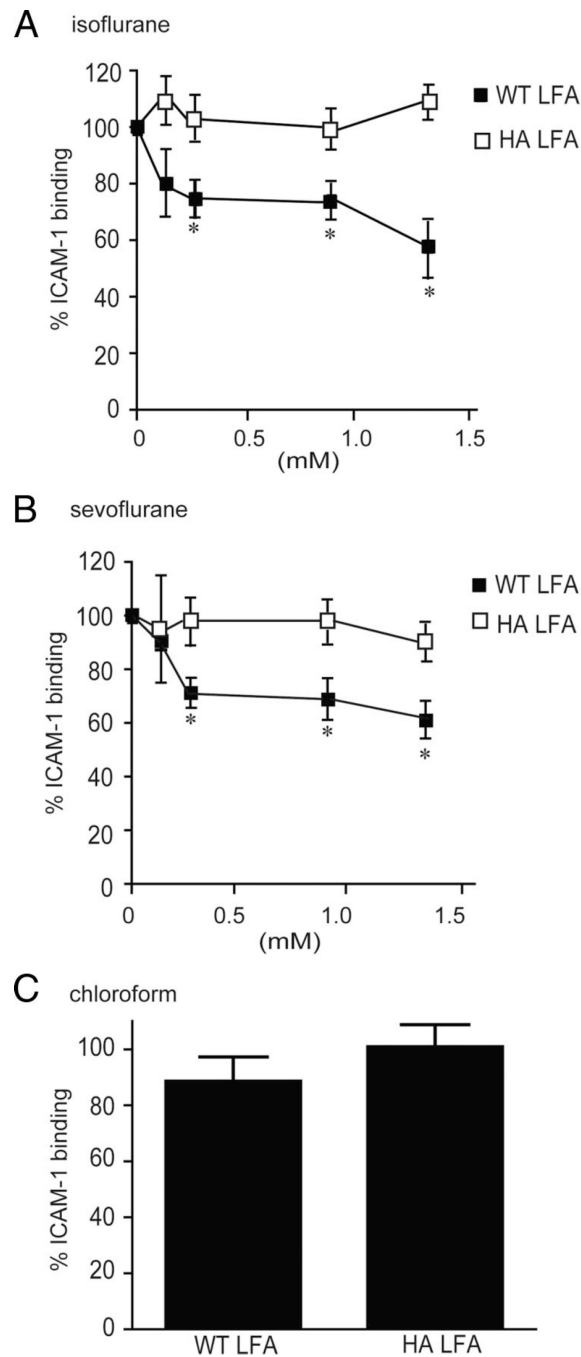 A isoflurane
120
100
80
60
40
20
0
% ICAM-1 binding
* * *
0 0.5 1.0 1.5
(mM)
WT LFA
HA LFA
B sevoflurane
120
100
80
60
40
20
0
% ICAM-1 binding
* * *
0 0.5 1.0 1.5
(mM)
WT LFA
HA LFA
C chloroform
100
80
60
40
20
0
% ICAM-1 binding
WT LFA HA LFA